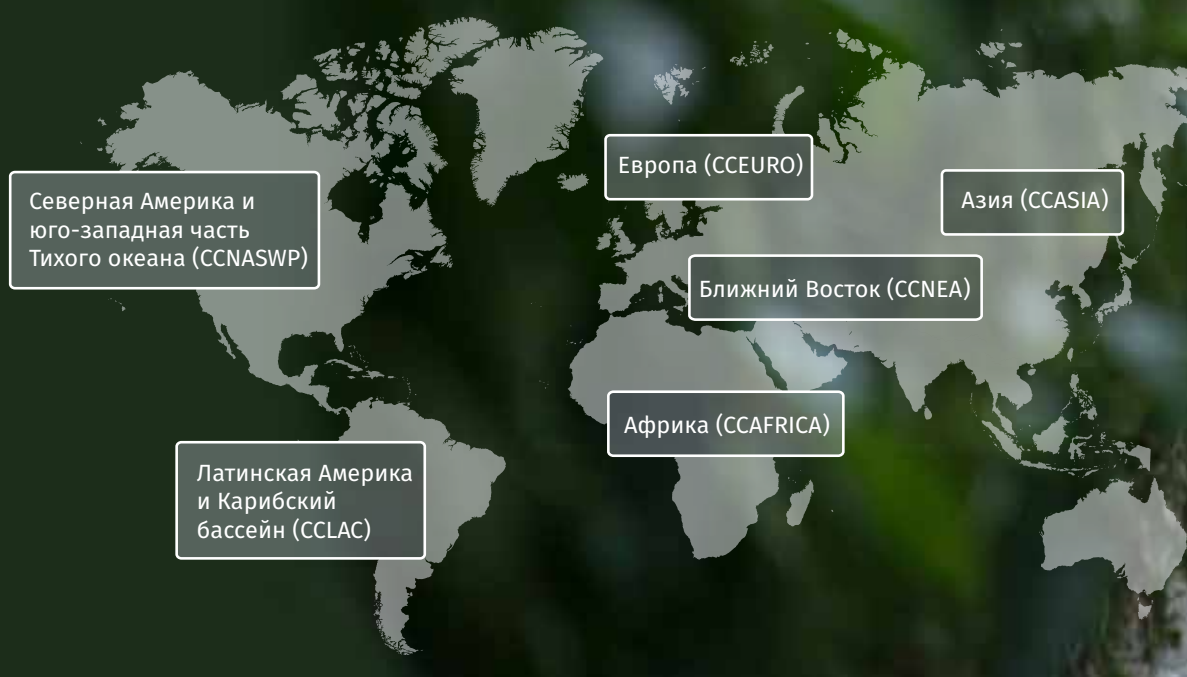 Европа (CCEURO)
Северная Америка и
юго-западная часть
Тихого океана (CCNASWP)
Азия (CCASIA)
Ближний Восток (CCNEA)
Африка (CCAFRICA)
Латинская Америка
и Карибский
бассейн (CCLAC)